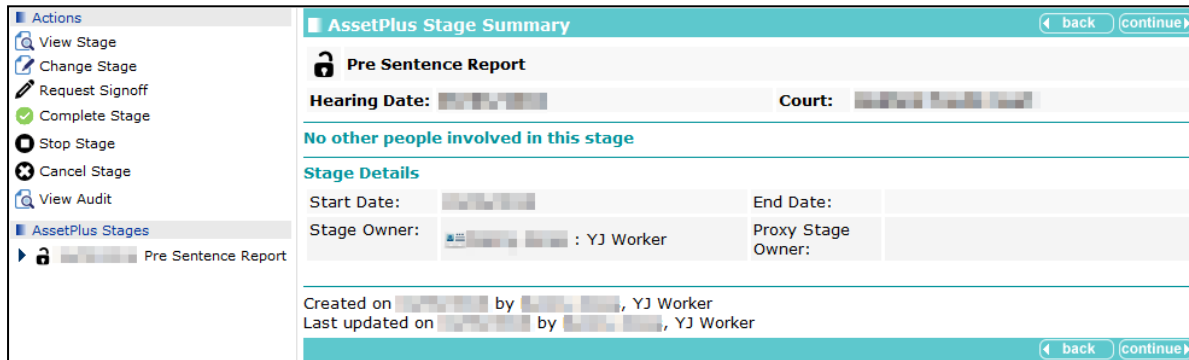 Actions
View Stage
Change Stage
Request Signoff
Complete Stage
Stop Stage
Cancel Stage
View Audit
AssetPlus Stages
Pre Sentence Report
AssetPlus Stage Summary
back continue
Pre Sentence Report
Hearing Date: Court:
No other people involved in this stage
Stage Details
Start Date: End Date:
Stage Owner: : YJ Worker Proxy Stage
Owner:
Created on by , YJ Worker
Last updated on by , YJ Worker
back continue